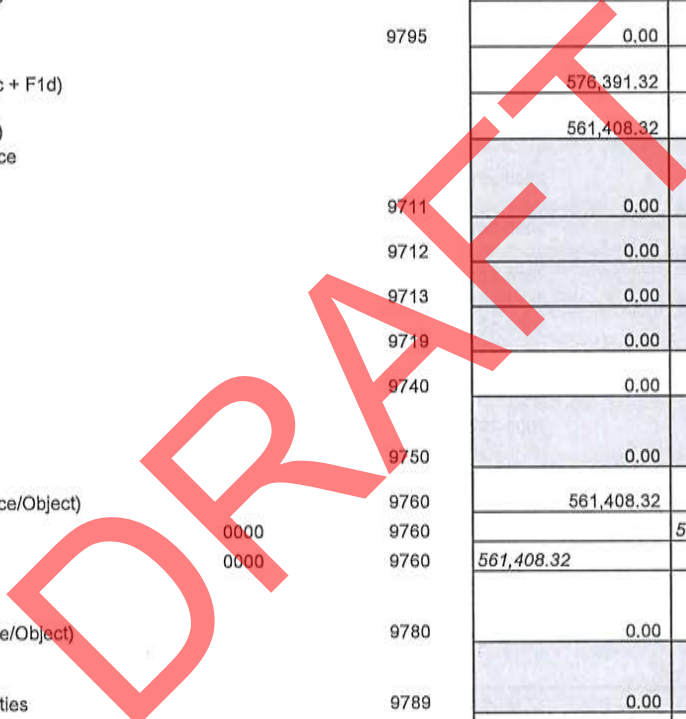 9795 0.00
c + F1d) 576,391.32
) 561,408.32
ce
9711 0.00
9712 0.00
9713 0.00
9719 0.00
9740 0.00
9750 0.00
ce/Object) 9760 561,408.32
0000 9760 5
0000 9760 561,408.32
e/Object) 9780 0.00
ties 9789 0.00
DRAFT